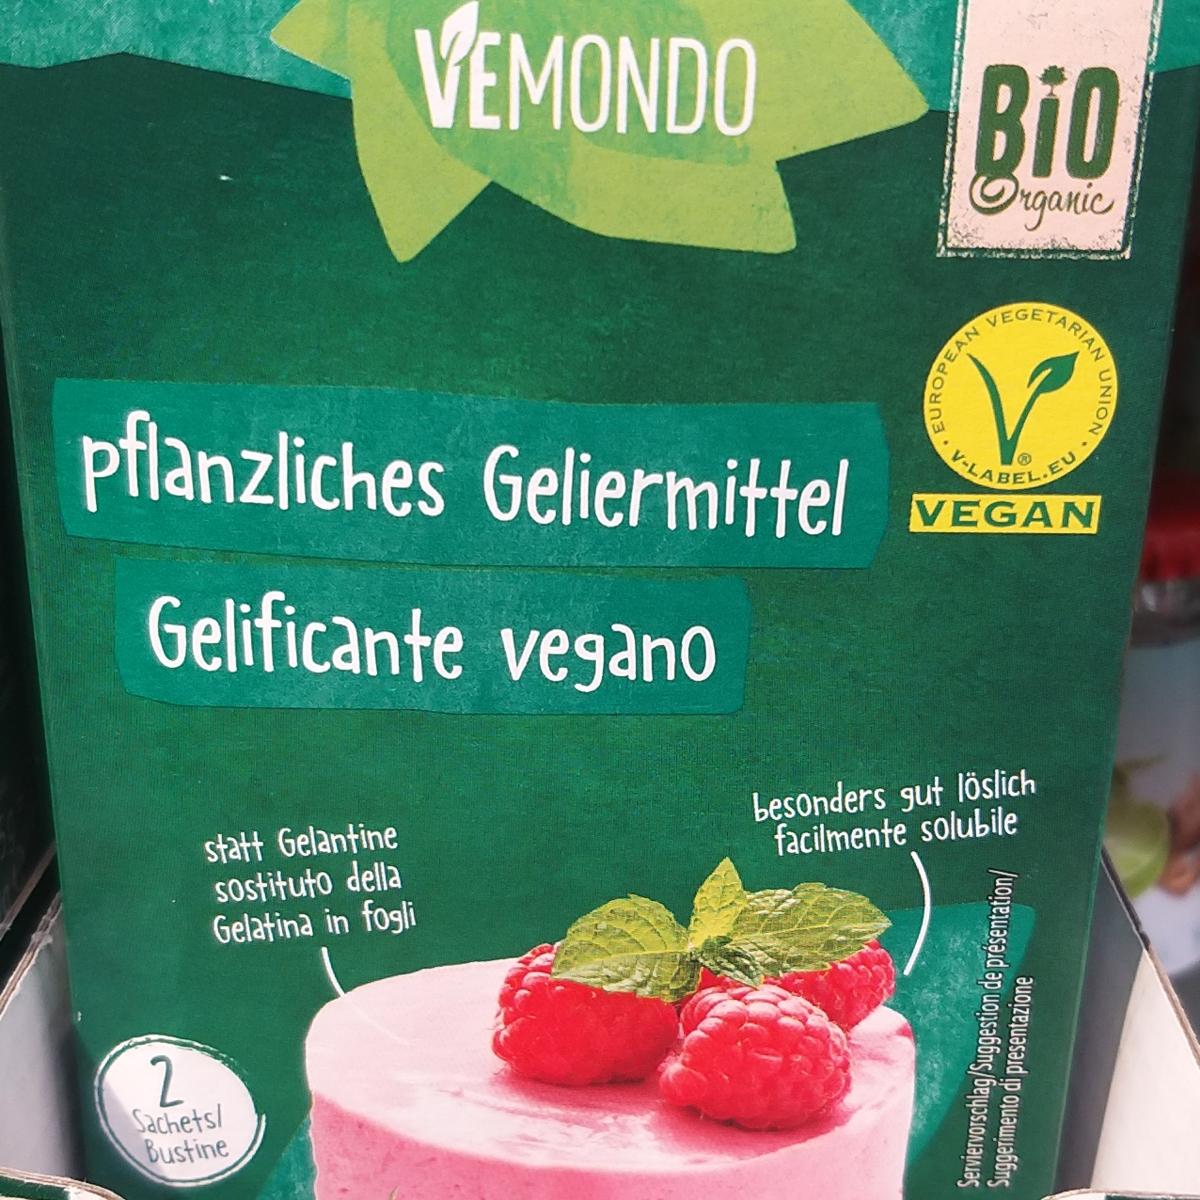 VEMONDO
BiO
Organic
EUROPEAN VEGETARIAN UNION
V-LABEL.EU
®
VEGAN
pflanzliches Geliermittel
Gelificante vegano
besonders gut löslich
facilmente solubile
statt Gelantine
sostituto della
Gelatina in fogli
2
Sachets/
Bustine
Serviervorschlag/Suggestion de présentation/
Suggerimento di presentazione